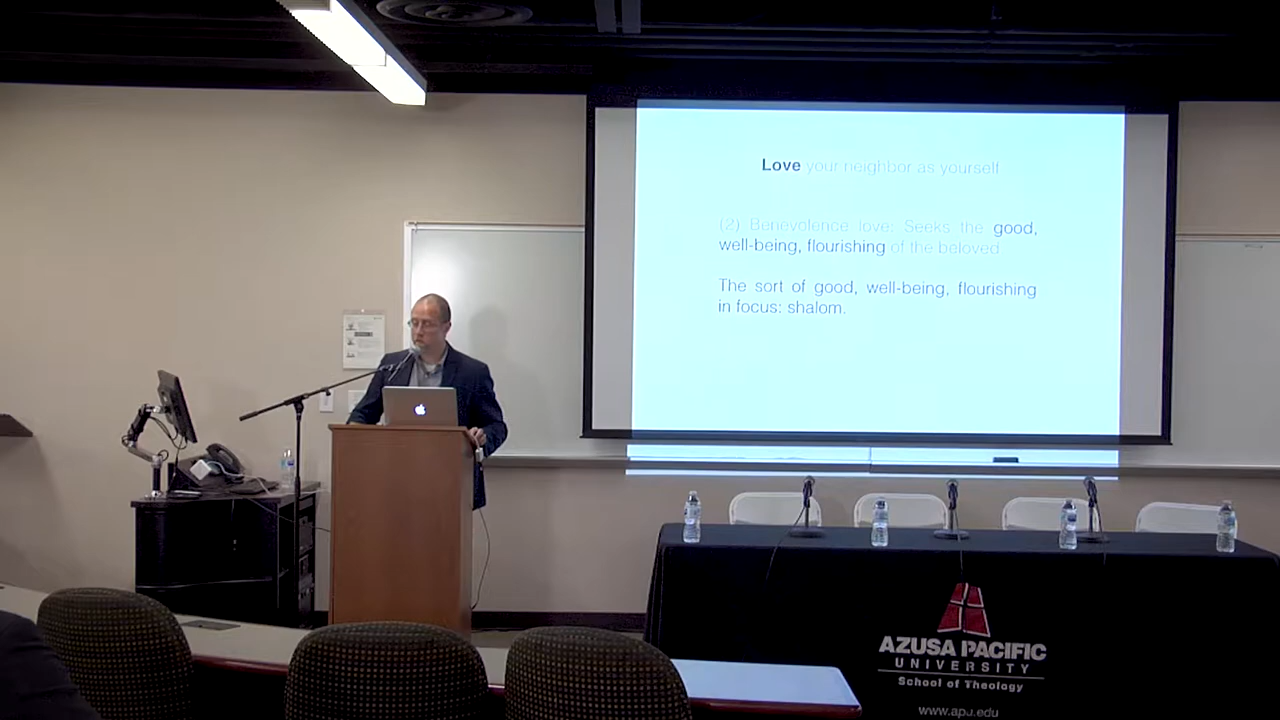 Love your neighbor as yourself
(2) Benevolence love: Seeks the good,
well-being, flourishing of the beloved
The sort of good, well-being, flourishing
in focus: shalom.
AZUSA PACIFIC
UNIVERSITY
School of Theology
www.apu.edu